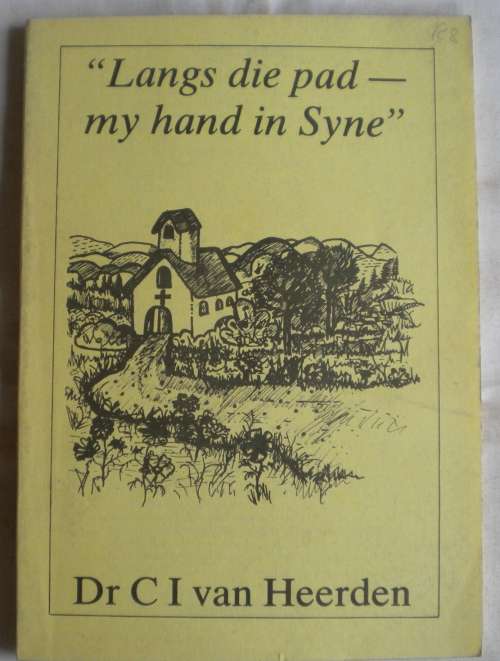 “Langs die pad —
my hand in Syne”
Dr C I van Heerden